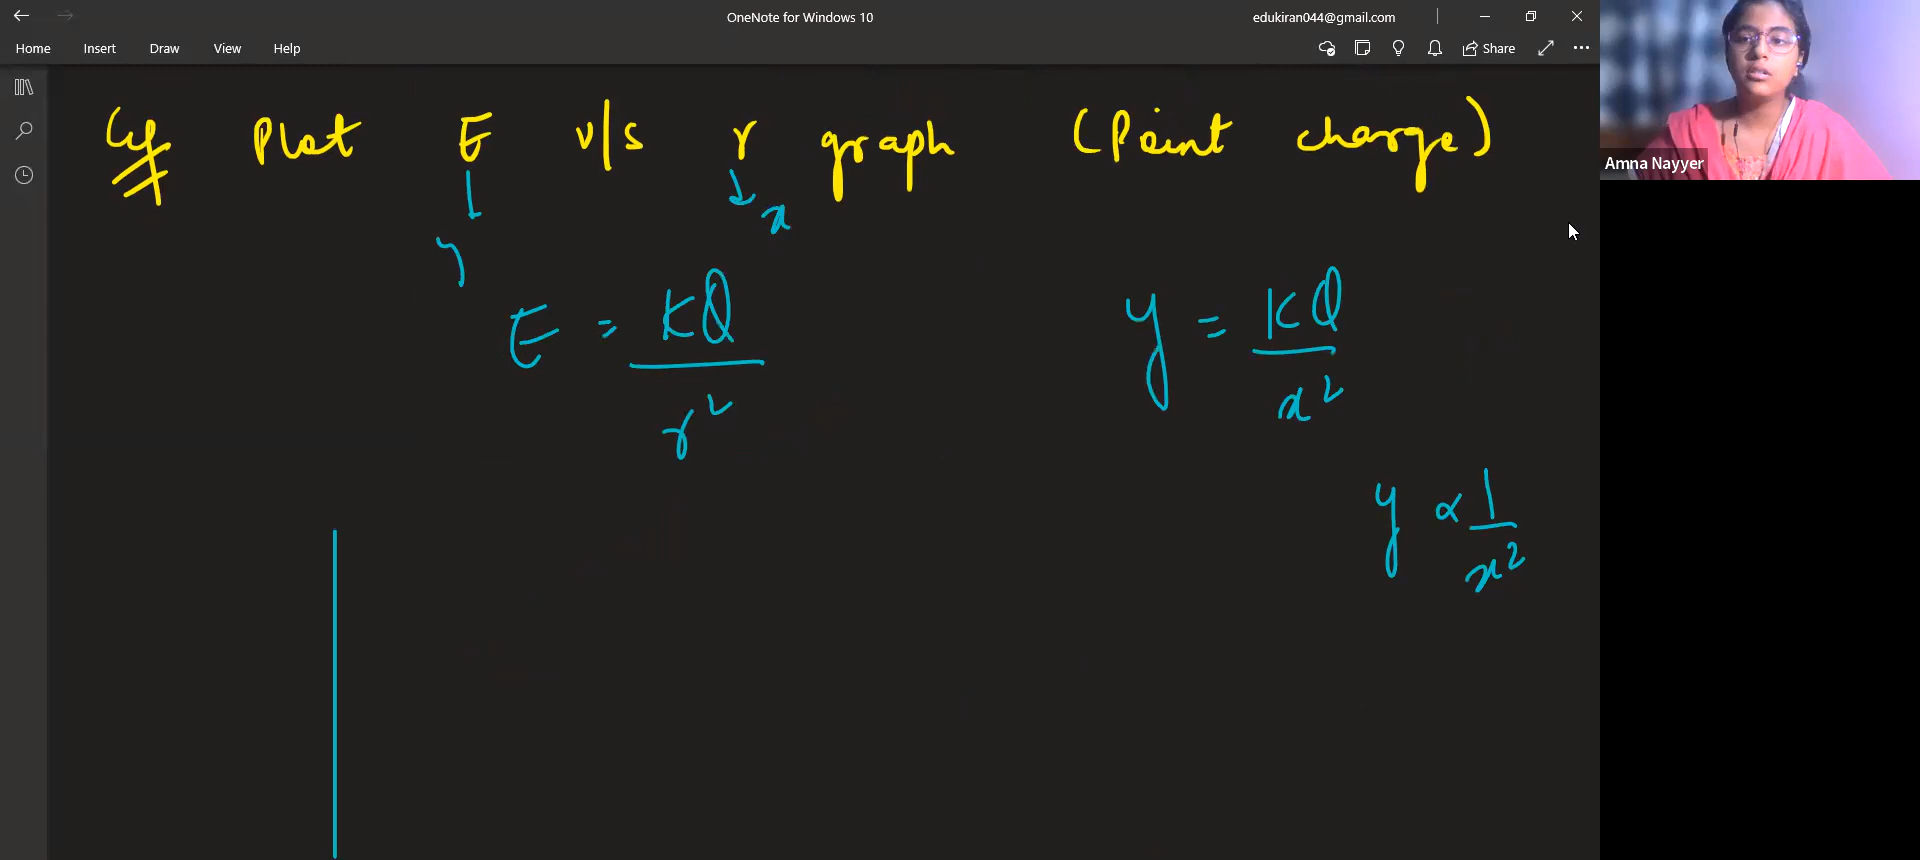 OneNote for Windows 10
edukiran044@gmail.com
Home Insert Draw View Help
Share
Amna Nayyer
Plot E v/s r graph (Point charge)
y x
E = KQ / r²
y = KQ / x²
y ∝ 1 / x²